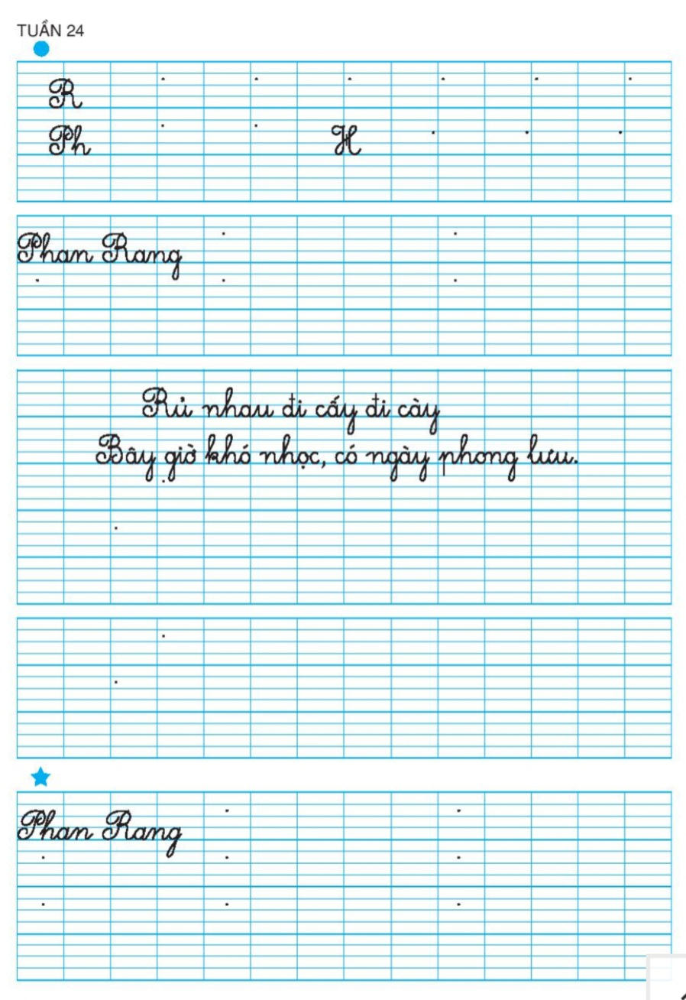 TUẦN 24
R
Ph H
Phan Rang
Rủ nhau đi cấy đi cày
Bây giờ khó nhọc, có ngày phong lưu.
Phan Rang